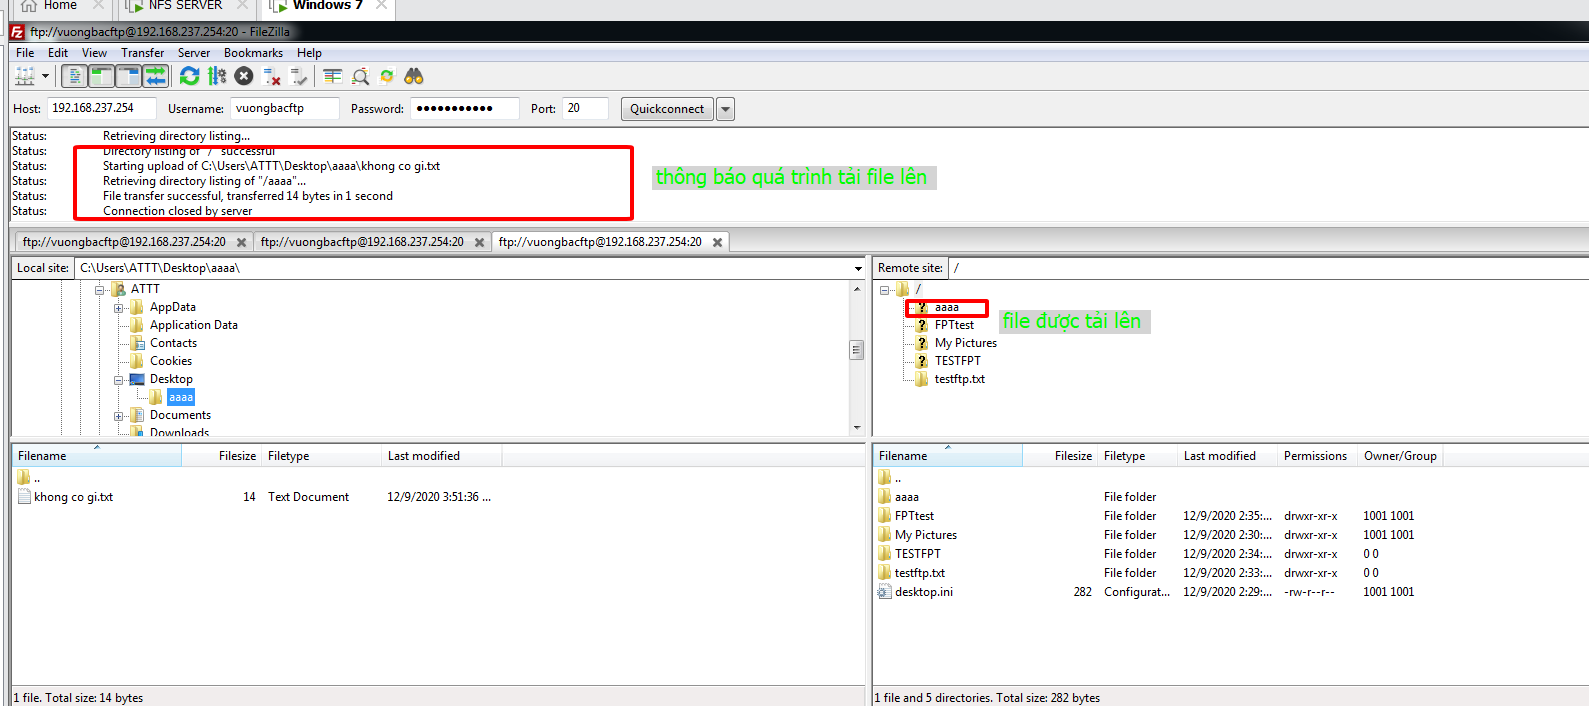 Home NFS SERVER Windows 7
ftp://vuongbacftp@192.168.237.254:20 - FileZilla
File Edit View Transfer Server Bookmarks Help
Host: 192.168.237.254 Username: vuongbacftp Password: ●●●●●●●●●●● Port: 20 Quickconnect
Status: Retrieving directory listing...
Status: Directory listing of "/" successful
Status: Starting upload of C:\Users\ATTT\Desktop\aaaa\khong co gi.txt
Status: Retrieving directory listing of "/aaaa"...
Status: File transfer successful, transferred 14 bytes in 1 second
Status: Connection closed by server
thông báo quá trình tải file lên
ftp://vuongbacftp@192.168.237.254:20 ftp://vuongbacftp@192.168.237.254:20 ftp://vuongbacftp@192.168.237.254:20
Local site: C:\Users\ATTT\Desktop\aaaa\
ATTT
AppData
Application Data
Contacts
Cookies
Desktop
aaaa
Documents
Downloads
Remote site: /
/
aaaa
FPTtest
My Pictures
TESTFPT
testftp.txt
file được tải lên
Filename Filesize Filetype Last modified
..
khong co gi.txt 14 Text Document 12/9/2020 3:51:36 ...
1 file. Total size: 14 bytes
Filename Filesize Filetype Last modified Permissions Owner/Group
..
aaaa File folder
FPTtest File folder 12/9/2020 2:35:... drwxr-xr-x 1001 1001
My Pictures File folder 12/9/2020 2:30:... drwxr-xr-x 1001 1001
TESTFPT File folder 12/9/2020 2:34:... drwxr-xr-x 0 0
testftp.txt File folder 12/9/2020 2:33:... drwxr-xr-x 0 0
desktop.ini 282 Configurat... 12/9/2020 2:29:... -rw-r--r-- 1001 1001
1 file and 5 directories. Total size: 282 bytes